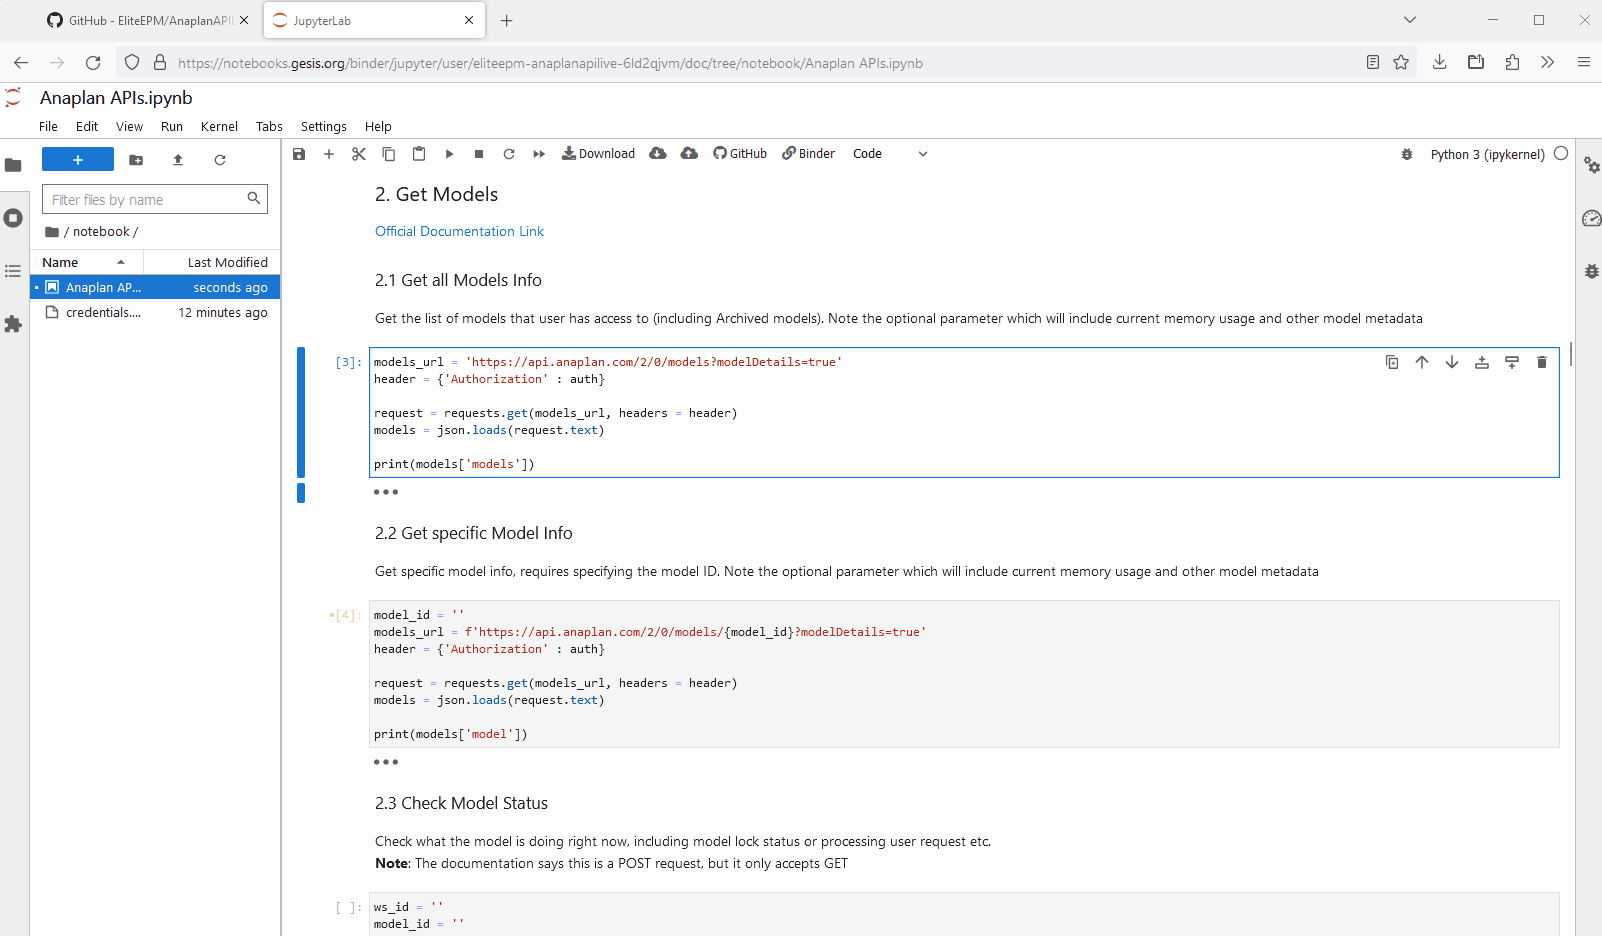 GitHub - EliteEPM/AnaplanAPIL
JupyterLab
https://notebooks.gesis.org/binder/jupyter/user/eliteepm-anaplanapilive-6ld2qjvm/doc/tree/notebook/Anaplan APIs.ipynb
Anaplan APIs.ipynb
File Edit View Run Kernel Tabs Settings Help
Download GitHub Binder Code Python 3 (ipykernel)
Filter files by name
/ notebook /
Name Last Modified
Anaplan AP... seconds ago
credentials.... 12 minutes ago
2. Get Models
Official Documentation Link
2.1 Get all Models Info
Get the list of models that user has access to (including Archived models). Note the optional parameter which will include current memory usage and other model metadata
[3]: models_url = 'https://api.anaplan.com/2/0/models?modelDetails=true'
header = {'Authorization' : auth}
request = requests.get(models_url, headers = header)
models = json.loads(request.text)
print(models['models'])
2.2 Get specific Model Info
Get specific model info, requires specifying the model ID. Note the optional parameter which will include current memory usage and other model metadata
•[4]: model_id = ''
models_url = f'https://api.anaplan.com/2/0/models/{model_id}?modelDetails=true'
header = {'Authorization' : auth}
request = requests.get(models_url, headers = header)
models = json.loads(request.text)
print(models['model'])
2.3 Check Model Status
Check what the model is doing right now, including model lock status or processing user request etc.
Note: The documentation says this is a POST request, but it only accepts GET
[ ]: ws_id = ''
model_id = ''